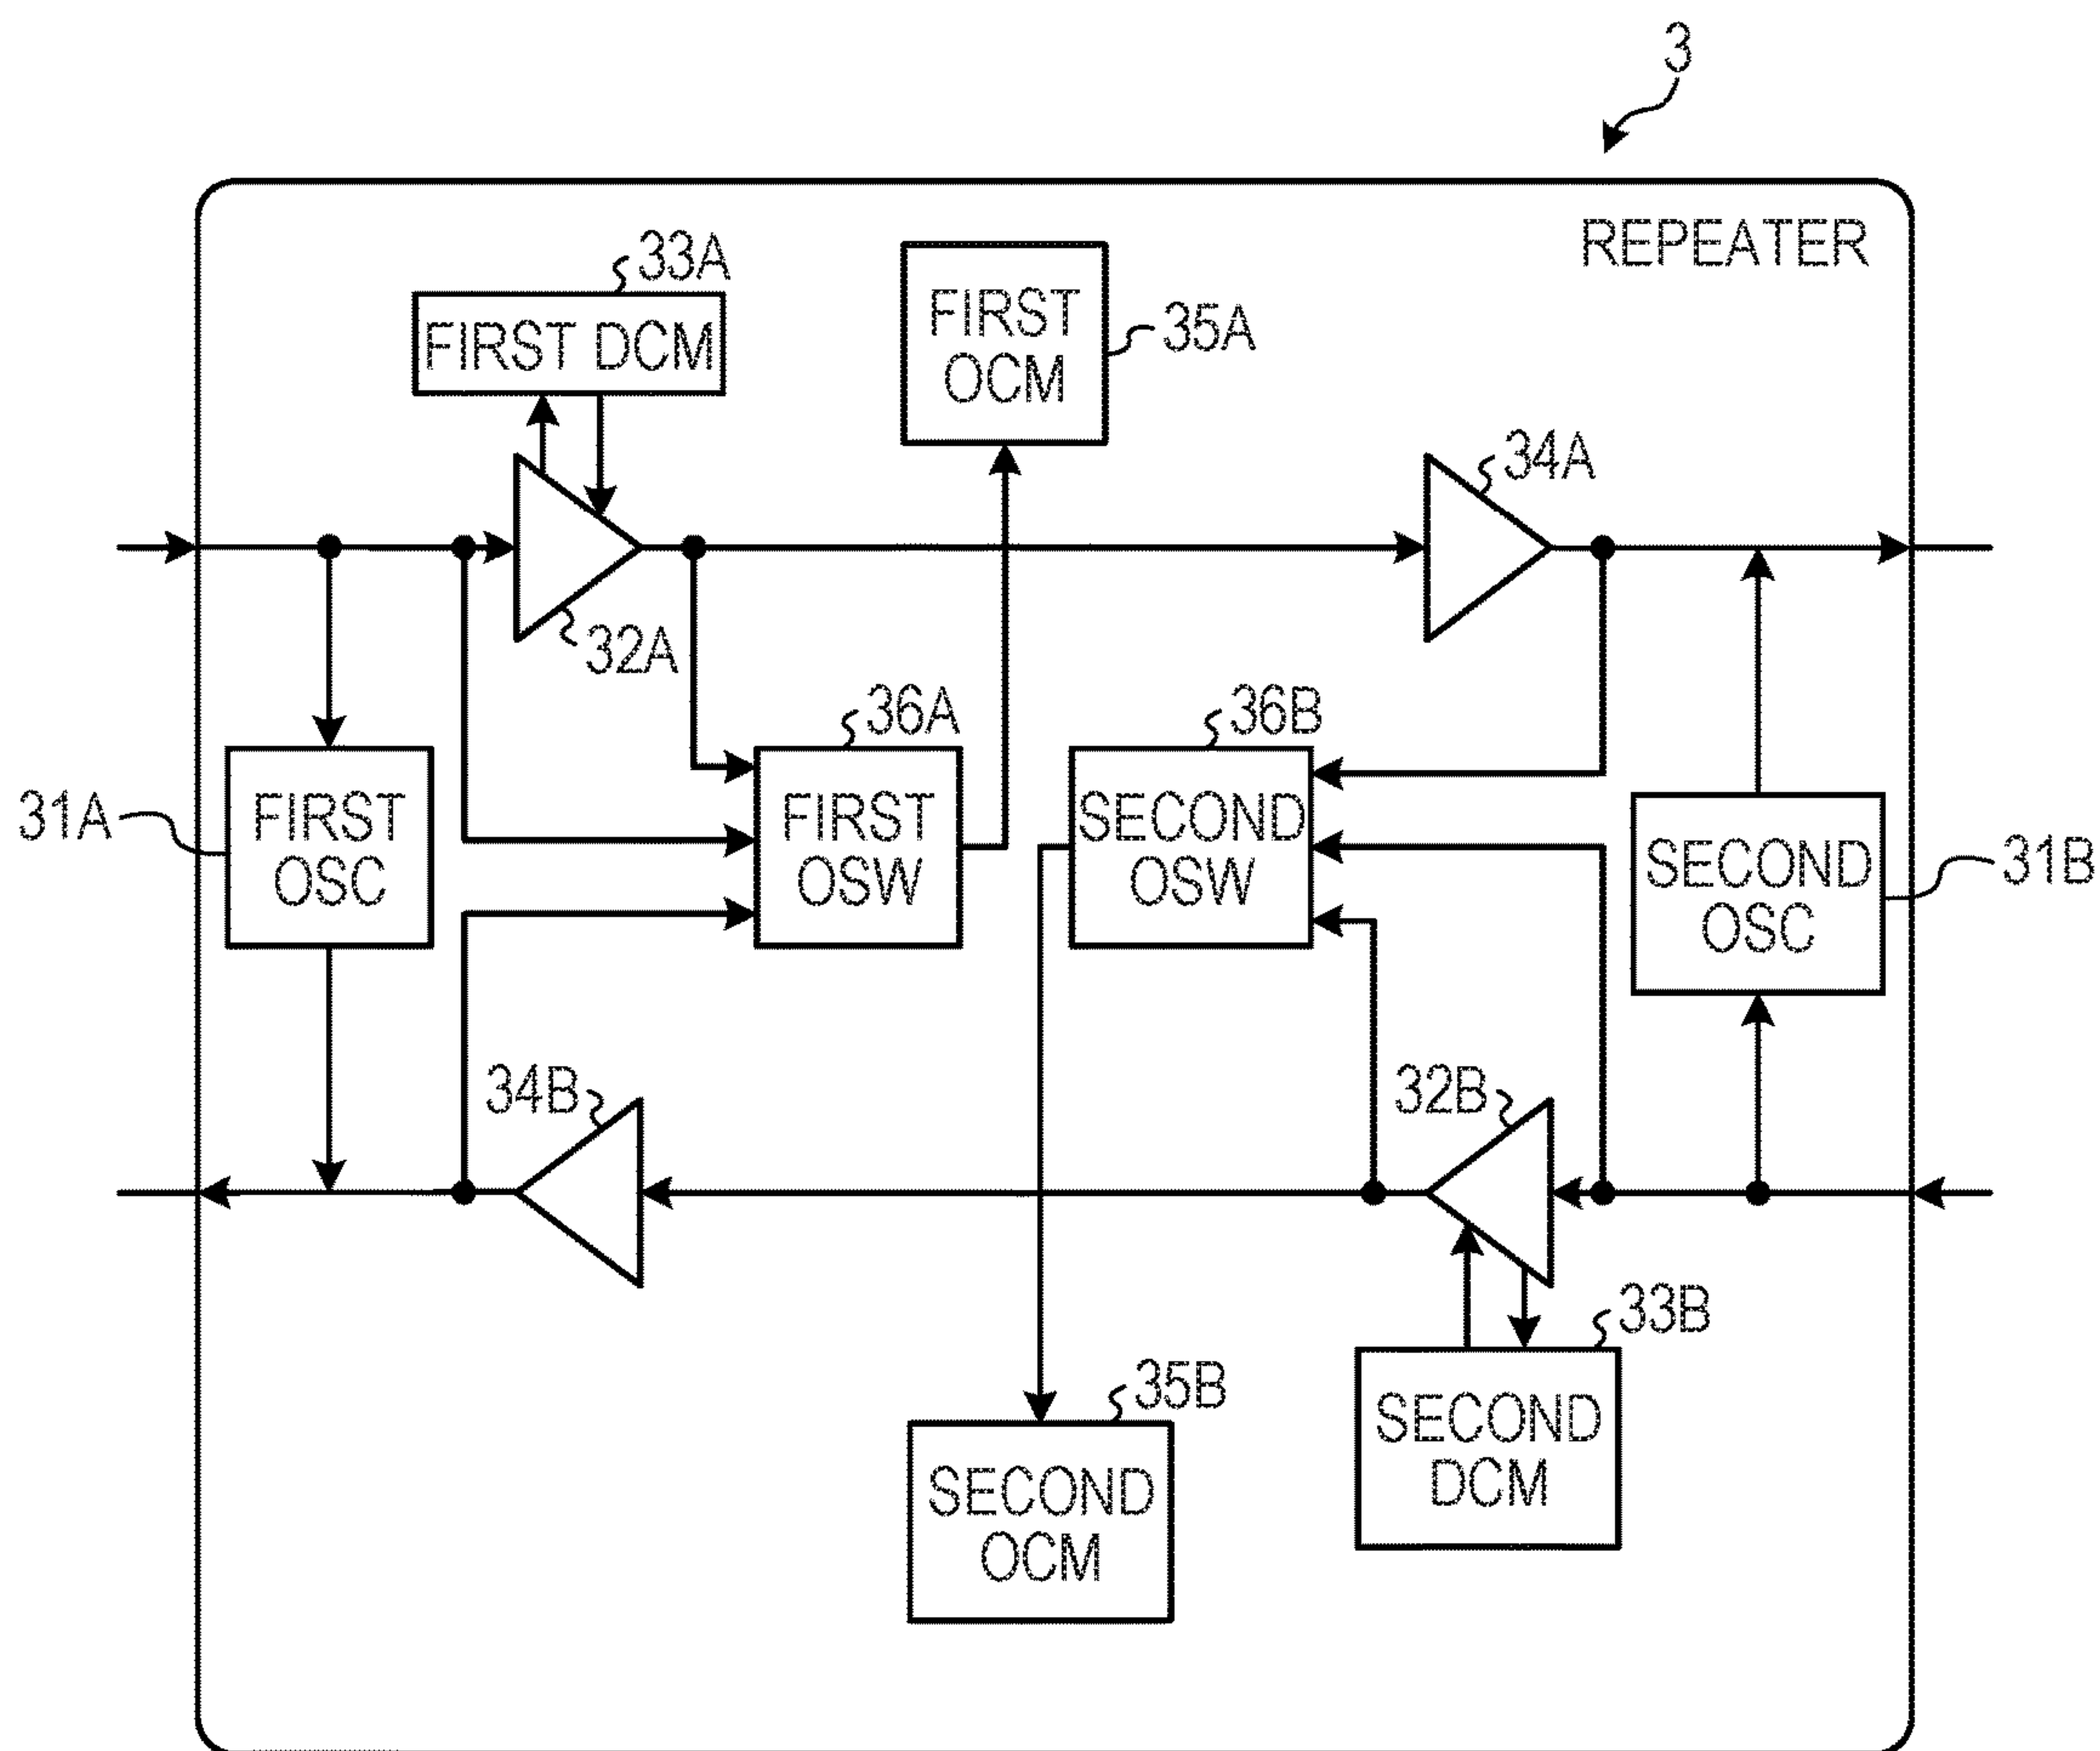 3
REPEATER
33A
FIRST DCM
FIRST
OCM
35A
34A
32A
36A
36B
31A
FIRST
OSC
FIRST
OSW
SECOND
OSW
SECOND
OSC
31B
34B
32B
33B
35B
SECOND
DCM
SECOND
OCM